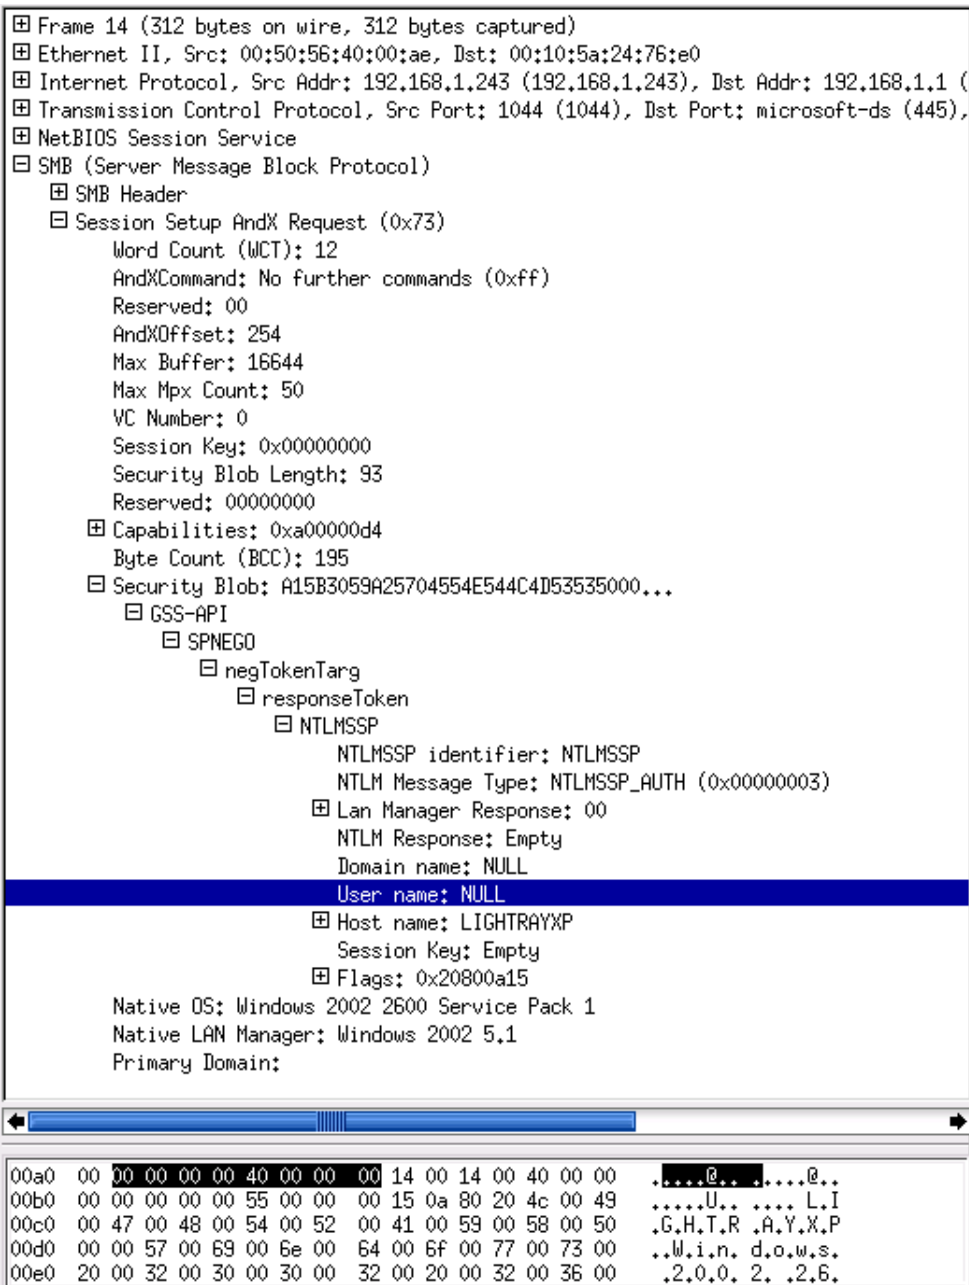 Frame 14 (312 bytes on wire, 312 bytes captured)
Ethernet II, Src: 00:50:56:40:00:ae, Dst: 00:10:5a:24:76:e0
Internet Protocol, Src Addr: 192.168.1.243 (192.168.1.243), Dst Addr: 192.168.1.1 (
Transmission Control Protocol, Src Port: 1044 (1044), Dst Port: microsoft-ds (445),
NetBIOS Session Service
SMB (Server Message Block Protocol)
SMB Header
Session Setup AndX Request (0x73)
Word Count (WCT): 12
AndXCommand: No further commands (0xff)
Reserved: 00
AndXOffset: 254
Max Buffer: 16644
Max Mpx Count: 50
VC Number: 0
Session Key: 0x00000000
Security Blob Length: 93
Reserved: 00000000
Capabilities: 0xa00000d4
Byte Count (BCC): 195
Security Blob: A15B3059A25704554E544C4D53535000...
GSS-API
SPNEGO
negTokenTarg
responseToken
NTLMSSP
NTLMSSP identifier: NTLMSSP
NTLM Message Type: NTLMSSP_AUTH (0x00000003)
Lan Manager Response: 00
NTLM Response: Empty
Domain name: NULL
User name: NULL
Host name: LIGHTRAYXP
Session Key: Empty
Flags: 0x20800a15
Native OS: Windows 2002 2600 Service Pack 1
Native LAN Manager: Windows 2002 5.1
Primary Domain:
00a0 00 00 00 00 00 40 00 00 00 14 00 14 00 40 00 00 .....@.. .....@..
00b0 00 00 00 00 00 55 00 00 00 15 0a 80 20 4c 00 49 .....U.. .... L.I
00c0 00 47 00 48 00 54 00 52 00 41 00 59 00 58 00 50 .G.H.T.R .A.Y.X.P
00d0 00 00 57 00 69 00 6e 00 64 00 6f 00 77 00 73 00 ..W.i.n. d.o.w.s.
00e0 20 00 32 00 30 00 30 00 32 00 20 00 32 00 36 00 .2.0.0. 2. .2.6.